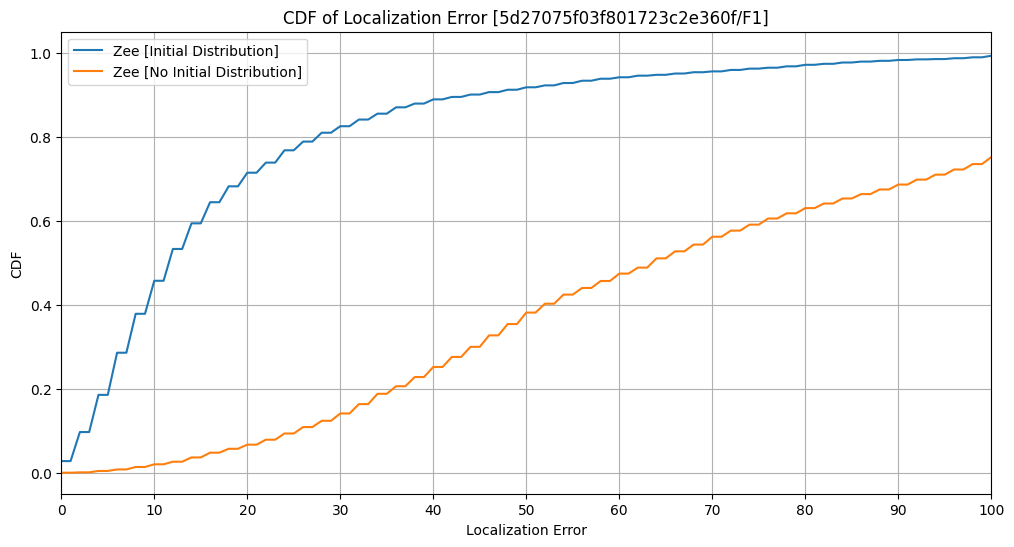 CDF of Localization Error [5d27075f03f801723c2e360f/F1]
Zee [Initial Distribution]
Zee [No Initial Distribution]
1.0
0.8
0.6
0.4
0.2
0.0
CDF
0 10 20 30 40 50 60 70 80 90 100
Localization Error